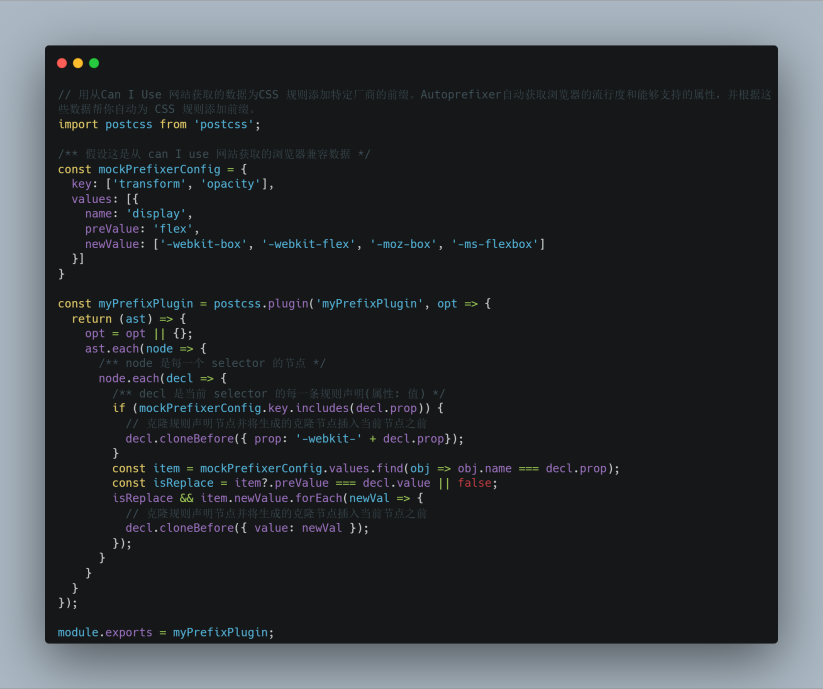 // 用从Can I Use 网站获取的数据为CSS 规则添加特定厂商的前缀。Autoprefixer自动获取浏览器的流行度和能够支持的属性，并根据这
些数据帮你自动为 CSS 规则添加前缀。
import postcss from 'postcss';
/** 假设这是从 can I use 网站获取的浏览器兼容数据 */
const mockPrefixerConfig = {
  key: ['transform', 'opacity'],
  values: [{
    name: 'display',
    preValue: 'flex',
    newValue: ['-webkit-box', '-webkit-flex', '-moz-box', '-ms-flexbox']
  }]
}
const myPrefixPlugin = postcss.plugin('myPrefixPlugin', opt => {
  return (ast) => {
    opt = opt || {};
    ast.each(node => {
      /** node 是每一个 selector 的节点 */
      node.each(decl => {
        /** decl 是当前 selector 的每一条规则声明(属性: 值) */
        if (mockPrefixerConfig.key.includes(decl.prop)) {
          // 克隆规则声明节点并将生成的克隆节点插入当前节点之前
          decl.cloneBefore({ prop: '-webkit-' + decl.prop});
        }
        const item = mockPrefixerConfig.values.find(obj => obj.name === decl.prop);
        const isReplace = item?.preValue === decl.value || false;
        isReplace && item.newValue.forEach(newVal => {
          // 克隆规则声明节点并将生成的克隆节点插入当前节点之前
          decl.cloneBefore({ value: newVal });
        });
      }
    }
  }
});
module.exports = myPrefixPlugin;